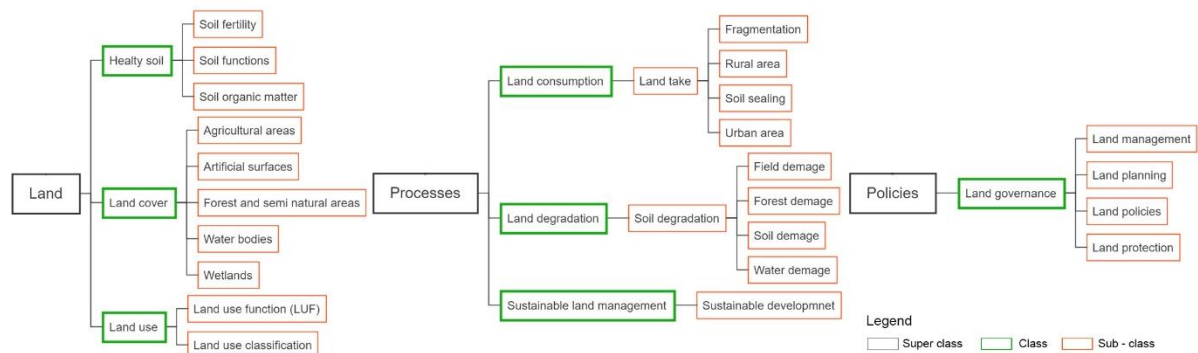 Land
Healty soil
Soil fertility
Soil functions
Soil organic matter
Land cover
Agricultural areas
Artificial surfaces
Forest and semi natural areas
Water bodies
Wetlands
Land use
Land use function (LUF)
Land use classification
Processes
Land consumption
Land take
Fragmentation
Rural area
Soil sealing
Urban area
Land degradation
Soil degradation
Field demage
Forest demage
Soil demage
Water demage
Sustainable land management
Sustainable developmnet
Policies
Land governance
Land management
Land planning
Land policies
Land protection
Legend
Super class
Class
Sub - class